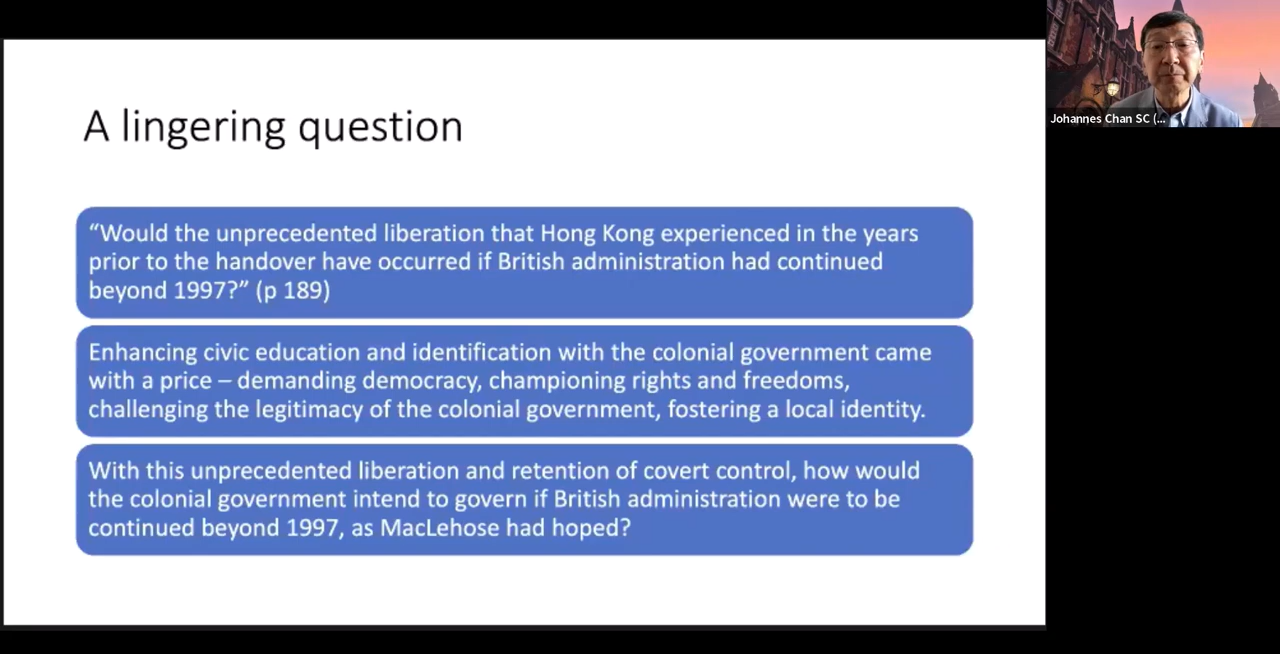 A lingering question
“Would the unprecedented liberation that Hong Kong experienced in the years
prior to the handover have occurred if British administration had continued
beyond 1997?” (p 189)
Enhancing civic education and identification with the colonial government came
with a price – demanding democracy, championing rights and freedoms,
challenging the legitimacy of the colonial government, fostering a local identity.
With this unprecedented liberation and retention of covert control, how would
the colonial government intend to govern if British administration were to be
continued beyond 1997, as MacLehose had hoped?
Johannes Chan SC (...